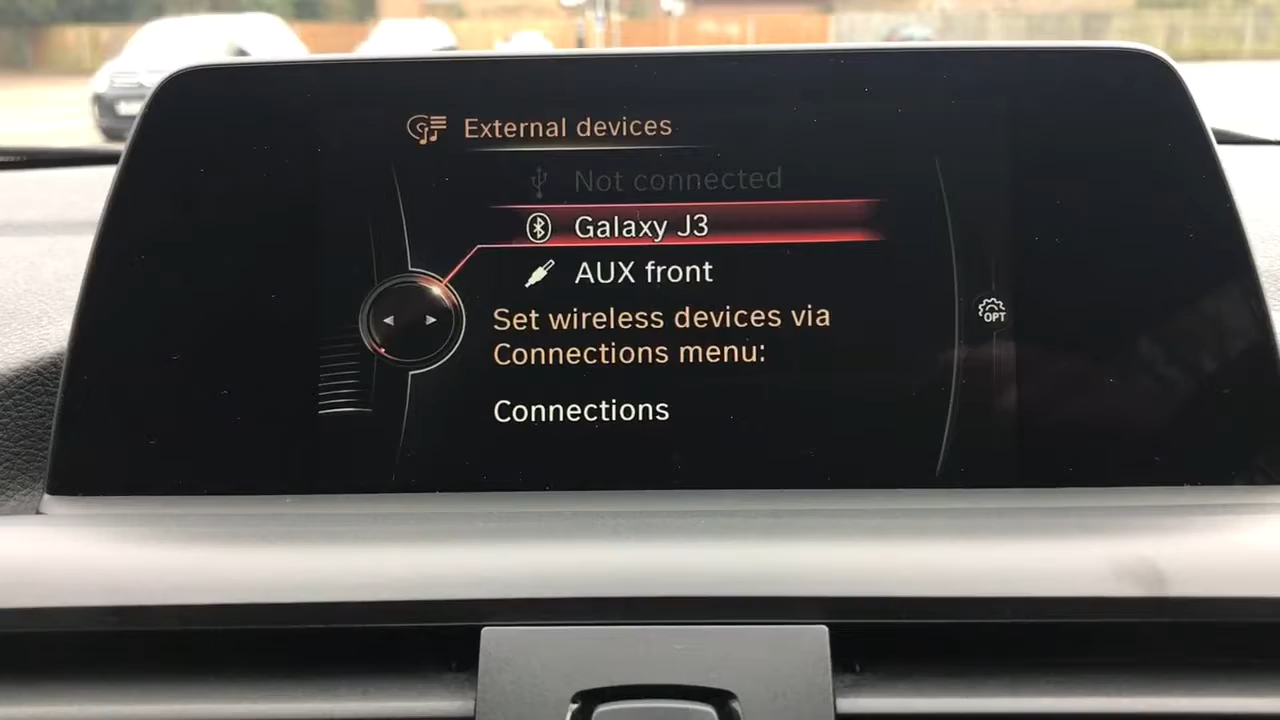 External devices
Not connected
Galaxy J3
AUX front
Set wireless devices via
Connections menu:
Connections
OPT